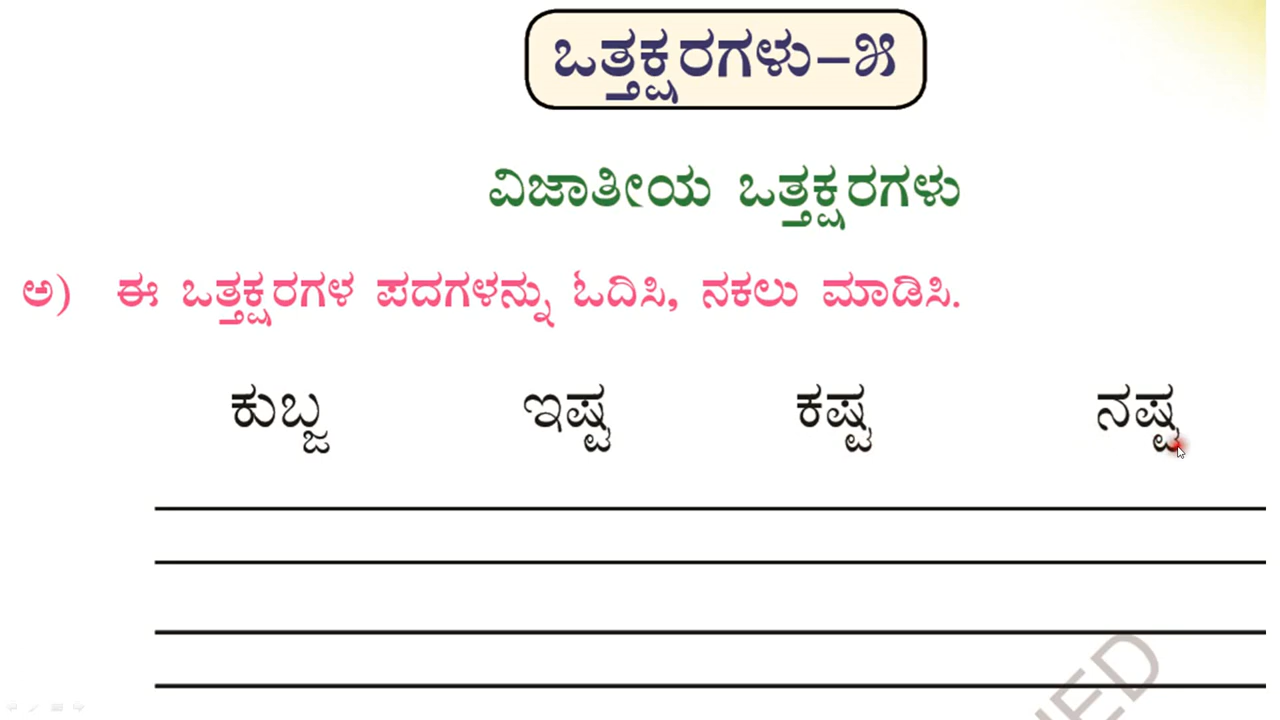 ಒತ್ತಕ್ಷರಗಳು–೫
ವಿಜಾತೀಯ ಒತ್ತಕ್ಷರಗಳು
ಅ) ಈ ಒತ್ತಕ್ಷರಗಳ ಪದಗಳನ್ನು ಓದಿಸಿ, ನಕಲು ಮಾಡಿಸಿ.
ಕುಬ್ಜ ಇಷ್ಟ ಕಷ್ಟ ನಷ್ಟ